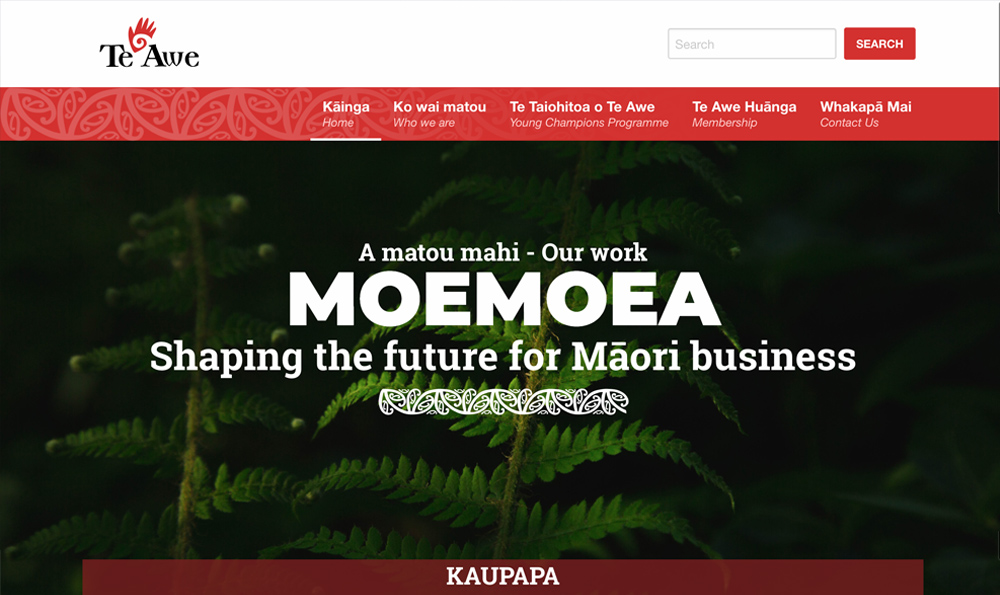 Te Awe
Search
SEARCH
Kāinga
Home
Ko wai matou
Who we are
Te Taiohitoa o Te Awe
Young Champions Programme
Te Awe Huānga
Membership
Whakapā Mai
Contact Us
A matou mahi - Our work
MOEMOEA
Shaping the future for Māori business
KAUPAPA